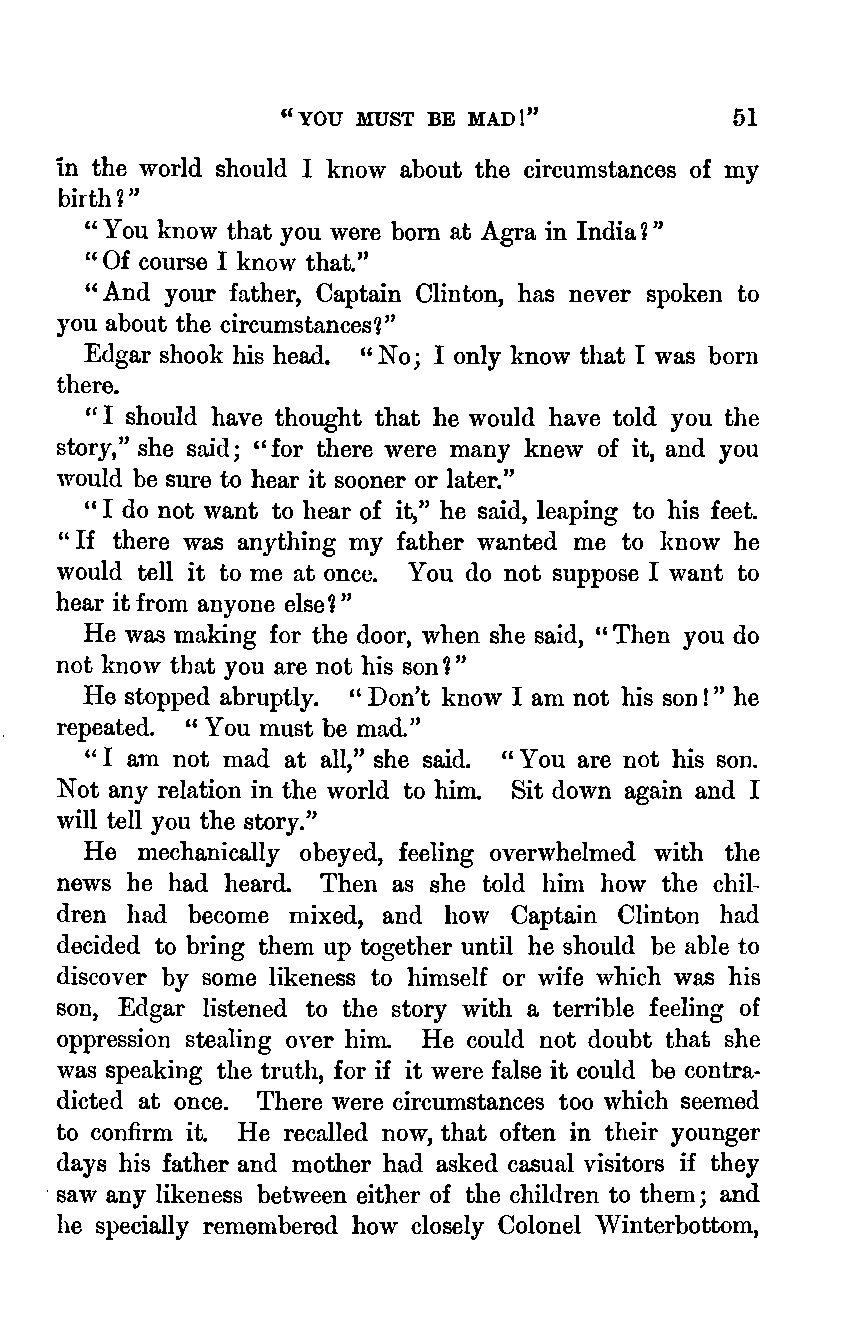 "YOU MUST BE MAD!" 51
in the world should I know about the circumstances of my
birth?"
"You know that you were born at Agra in India?"
"Of course I know that."
"And your father, Captain Clinton, has never spoken to
you about the circumstances?"
Edgar shook his head. "No; I only know that I was born
there.
"I should have thought that he would have told you the
story," she said; "for there were many knew of it, and you
would be sure to hear it sooner or later."
"I do not want to hear of it," he said, leaping to his feet.
"If there was anything my father wanted me to know he
would tell it to me at once. You do not suppose I want to
hear it from anyone else?"
He was making for the door, when she said, "Then you do
not know that you are not his son?"
He stopped abruptly. "Don't know I am not his son!" he
repeated. "You must be mad."
"I am not mad at all," she said. "You are not his son.
Not any relation in the world to him. Sit down again and I
will tell you the story."
He mechanically obeyed, feeling overwhelmed with the
news he had heard. Then as she told him how the chil-
dren had become mixed, and how Captain Clinton had
decided to bring them up together until he should be able to
discover by some likeness to himself or wife which was his
son, Edgar listened to the story with a terrible feeling of
oppression stealing over him. He could not doubt that she
was speaking the truth, for if it were false it could be contra-
dicted at once. There were circumstances too which seemed
to confirm it. He recalled now, that often in their younger
days his father and mother had asked casual visitors if they
saw any likeness between either of the children to them; and
he specially remembered how closely Colonel Winterbottom,